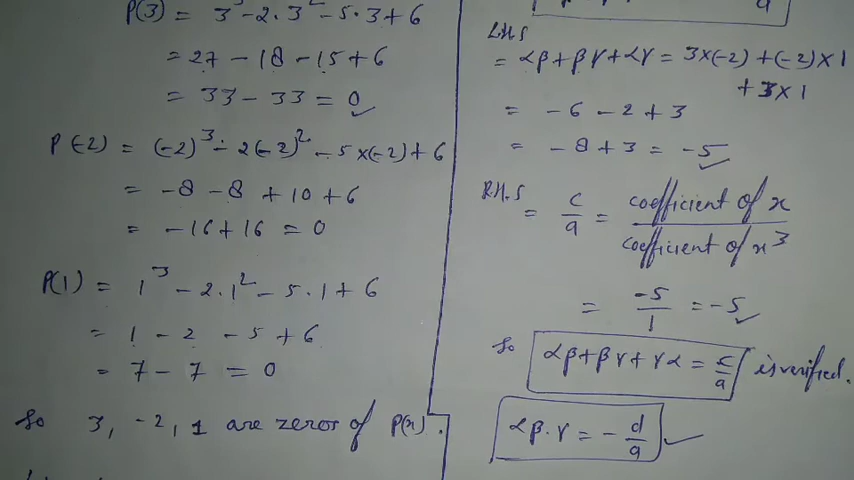 P(3) = 3³ - 2·3² - 5·3 + 6
= 27 - 18 - 15 + 6
= 33 - 33 = 0 ✓
P(-2) = (-2)³ - 2(-2)² - 5×(-2) + 6
= -8 - 8 + 10 + 6
= -16 + 16 = 0
P(1) = 1³ - 2·1² - 5·1 + 6
= 1 - 2 - 5 + 6
= 7 - 7 = 0
So 3, -2, 1 are zeros of P(x).
a
L.H.S
= αβ + βγ + αγ = 3×(-2) + (-2)×1
+ 3×1
= -6 - 2 + 3
= -8 + 3 = -5 ✓
R.H.S = c/a = coefficient of x / coefficient of x³
= -5/1 = -5 ✓
So αβ + βγ + γα = c/a is verified.
αβ·γ = - d/a ✓